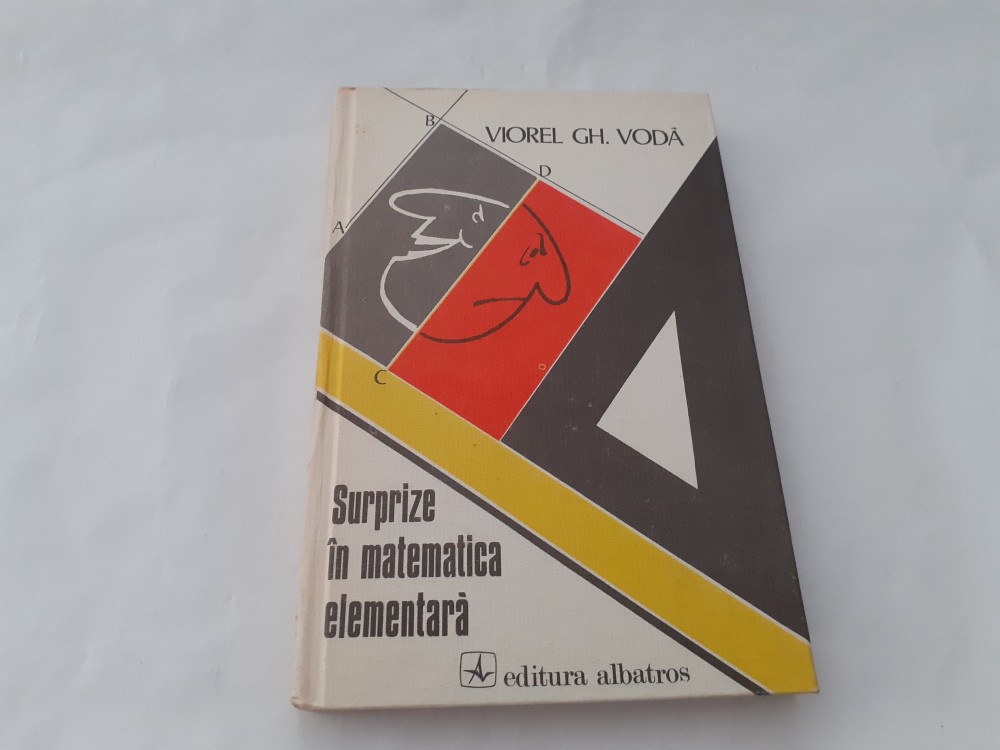 VIOREL GH. VODĂ
B
D
A
C
Surprize
în matematica
elementară
editura albatros